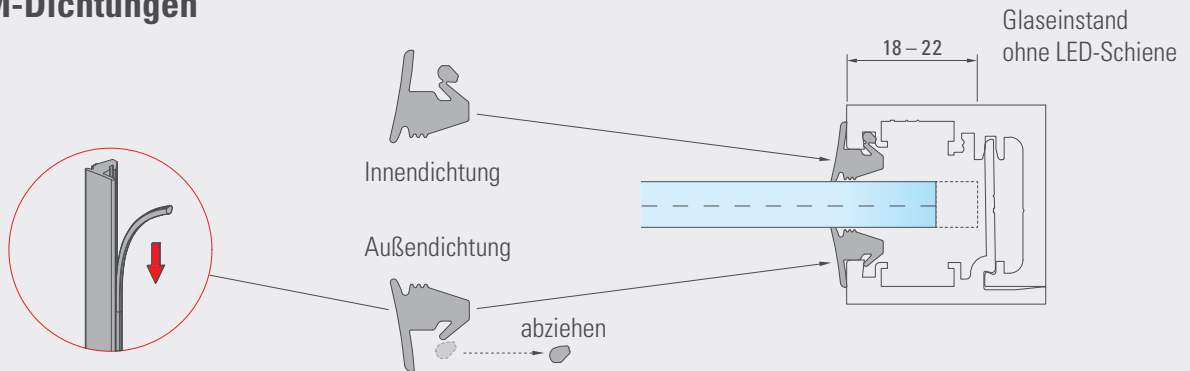 M-Dichtungen
Glaseinstand
ohne LED-Schiene
18 – 22
Innendichtung
Außendichtung
abziehen